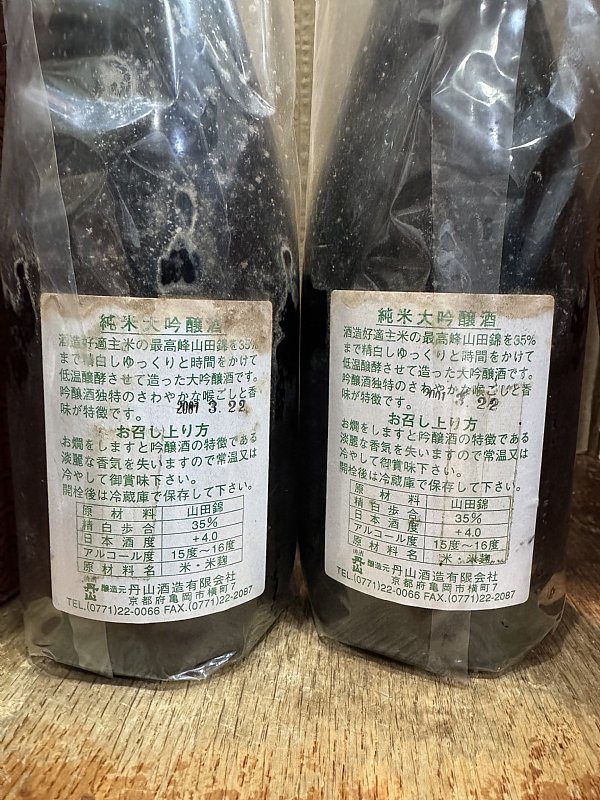 純米大吟醸酒
酒造好適主米の最高峰山田錦を35%
まで精白しゆっくりと時間をかけて
低温醸酵させて造った大吟醸酒です。
吟醸酒独特のさわやかな喉ごしと香
味が特徴です。 2001 3.22
お召し上り方
お燗をしますと吟醸酒の特徴である
淡麗な香気を失いますので常温又は
冷やして御賞味下さい。
開栓後は冷蔵庫で保存して下さい。
原材料 山田錦
精白歩合 35%
日本酒度 +4.0
アルコール度 15度〜16度
原材料名 米・米麹
清酒 丹山 醸造元 丹山酒造有限会社
京都府亀岡市横町7
TEL.(0771)22-0066 FAX.(0771)22-2087
純米大吟醸酒
酒造好適主米の最高峰山田錦を35%
まで精白しゆっくりと時間をかけて
低温醸酵させて造った大吟醸酒です。
吟醸酒独特のさわやかな喉ごしと香
味が特徴です。 2001 3.22
お召し上り方
お燗をしますと吟醸酒の特徴である
淡麗な香気を失いますので常温又は
冷やして御賞味下さい。
開栓後は冷蔵庫で保存して下さい。
原材料 山田錦
精白歩合 35%
日本酒度 +4.0
アルコール度 15度〜16度
原材料名 米・米麹
清酒 丹山 醸造元 丹山酒造有限会社
京都府亀岡市横町7
TEL.(0771)22-0066 FAX.(0771)22-2087